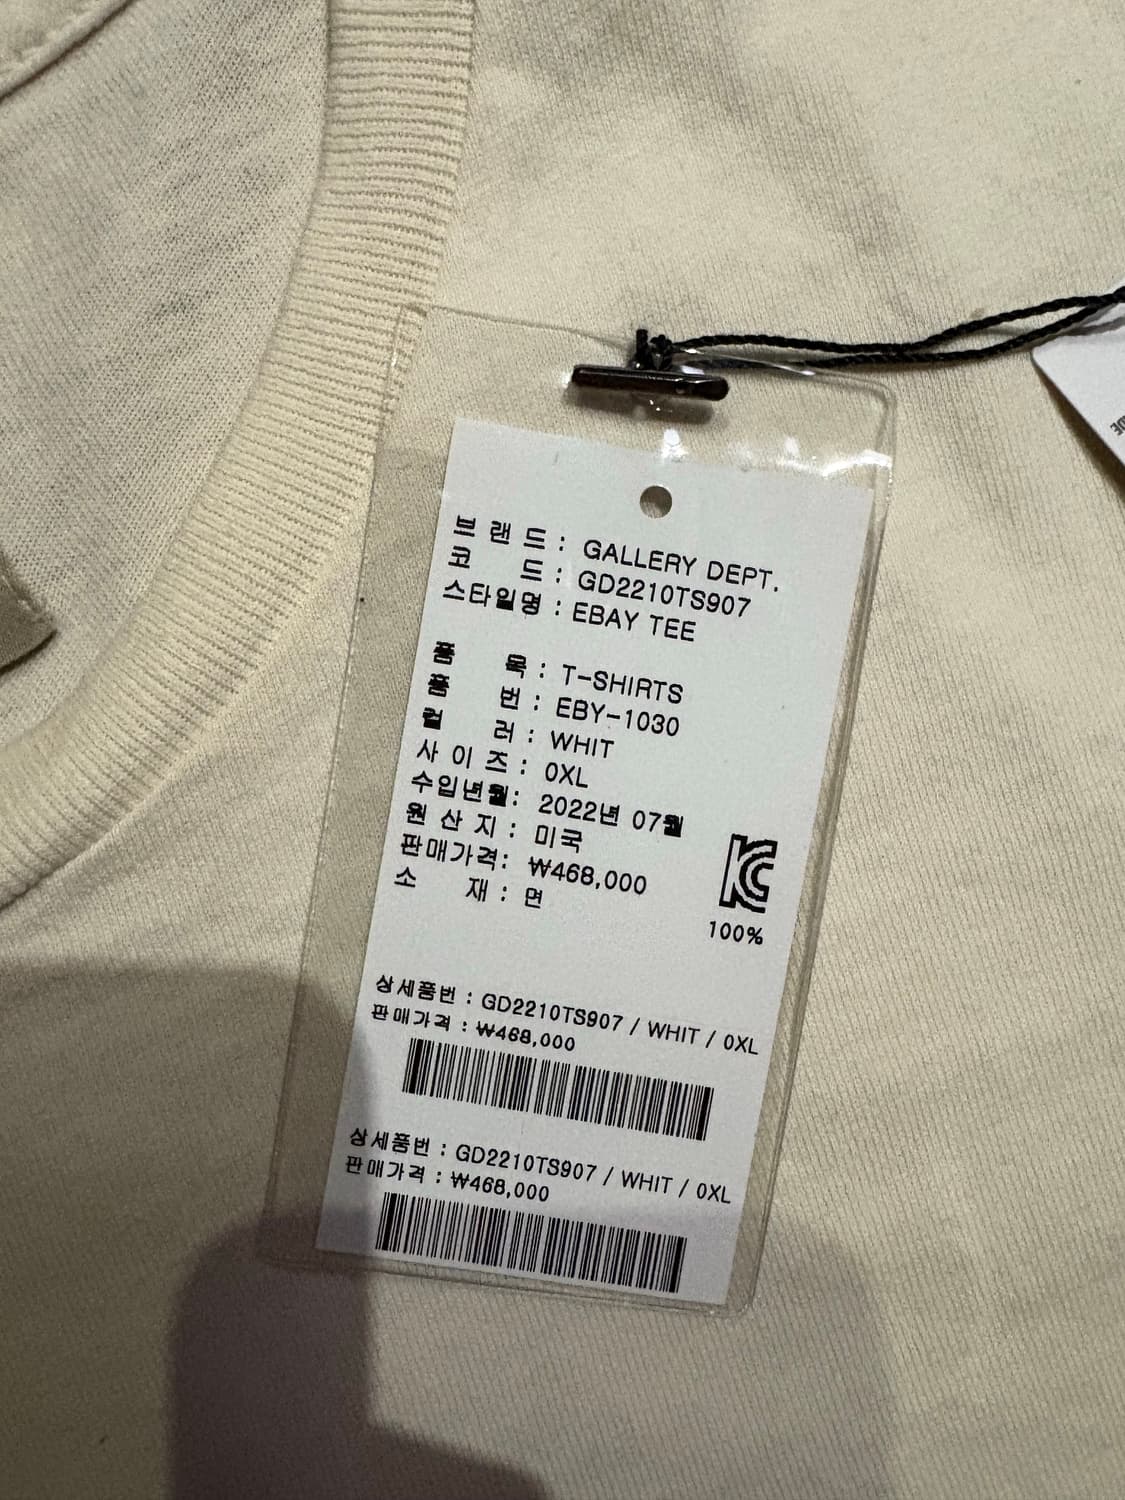 브랜드 : GALLERY DEPT.
코드 : GD2210TS907
스타일명 : EBAY TEE
품목 : T-SHIRTS
품번 : EBY-1030
컬러 : WHIT
사이즈 : 0XL
수입년월 : 2022년 07월
원산지 : 미국
판매가격 : ₩468,000
소재 : 면
KC
100%
상세품번 : GD2210TS907 / WHIT / 0XL
판매가격 : ₩468,000
상세품번 : GD2210TS907 / WHIT / 0XL
판매가격 : ₩468,000